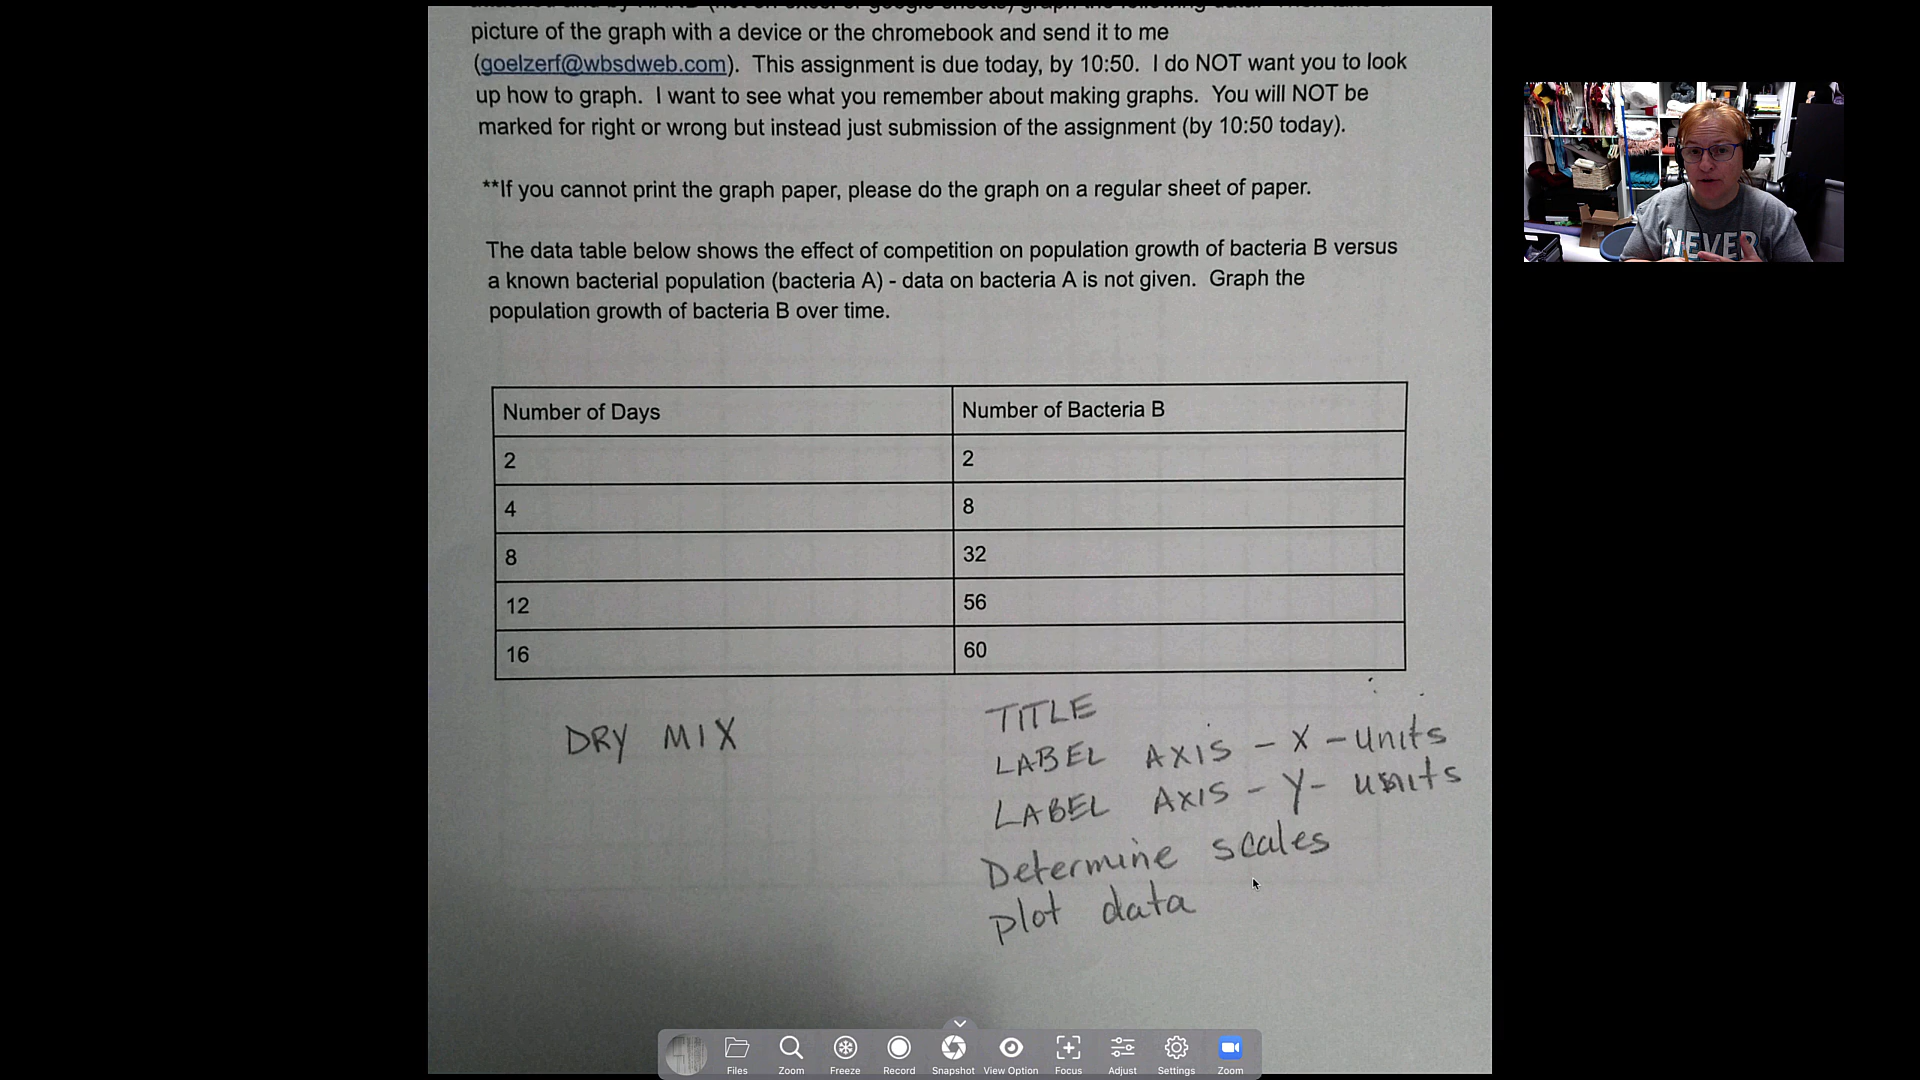 picture of the graph with a device or the chromebook and send it to me
(goelzerf@wbsdweb.com). This assignment is due today, by 10:50. I do NOT want you to look
up how to graph. I want to see what you remember about making graphs. You will NOT be
marked for right or wrong but instead just submission of the assignment (by 10:50 today).
**If you cannot print the graph paper, please do the graph on a regular sheet of paper.
The data table below shows the effect of competition on population growth of bacteria B versus
a known bacterial population (bacteria A) - data on bacteria A is not given. Graph the
population growth of bacteria B over time.
Number of Days Number of Bacteria B
2 2
4 8
8 32
12 56
16 60
DRY MIX
TITLE
LABEL AXIS - X - units
LABEL AXIS - Y - units
Determine scales
plot data
NEVER
Files Zoom Freeze Record Snapshot View Option Focus Adjust Settings Zoom